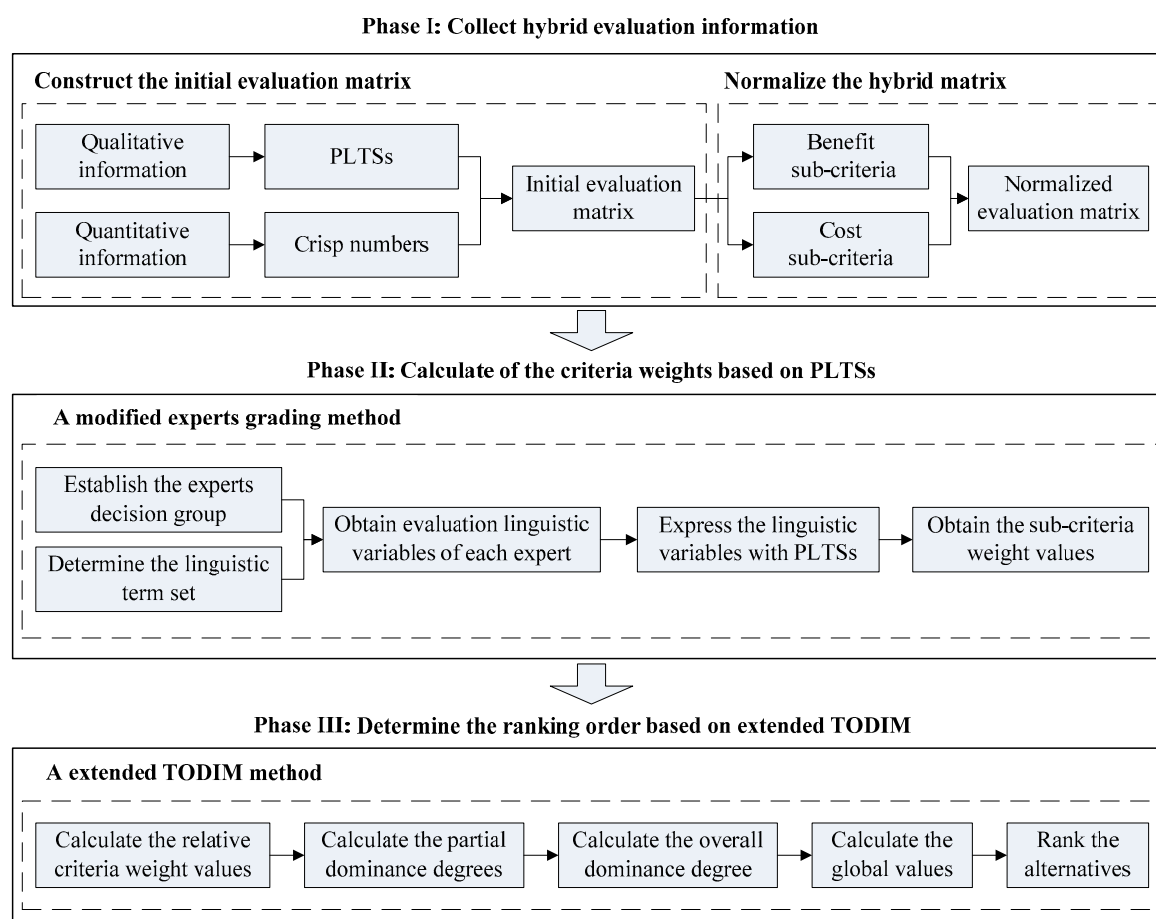 Phase I: Collect hybrid evaluation information
Construct the initial evaluation matrix
Normalize the hybrid matrix
Qualitative
information
PLTSs
Quantitative
information
Crisp numbers
Initial evaluation
matrix
Benefit
sub-criteria
Cost
sub-criteria
Normalized
evaluation matrix
Phase II: Calculate of the criteria weights based on PLTSs
A modified experts grading method
Establish the experts
decision group
Determine the linguistic
term set
Obtain evaluation linguistic
variables of each expert
Express the linguistic
variables with PLTSs
Obtain the sub-criteria
weight values
Phase III: Determine the ranking order based on extended TODIM
A extended TODIM method
Calculate the relative
criteria weight values
Calculate the partial
dominance degrees
Calculate the overall
dominance degree
Calculate the
global values
Rank the
alternatives